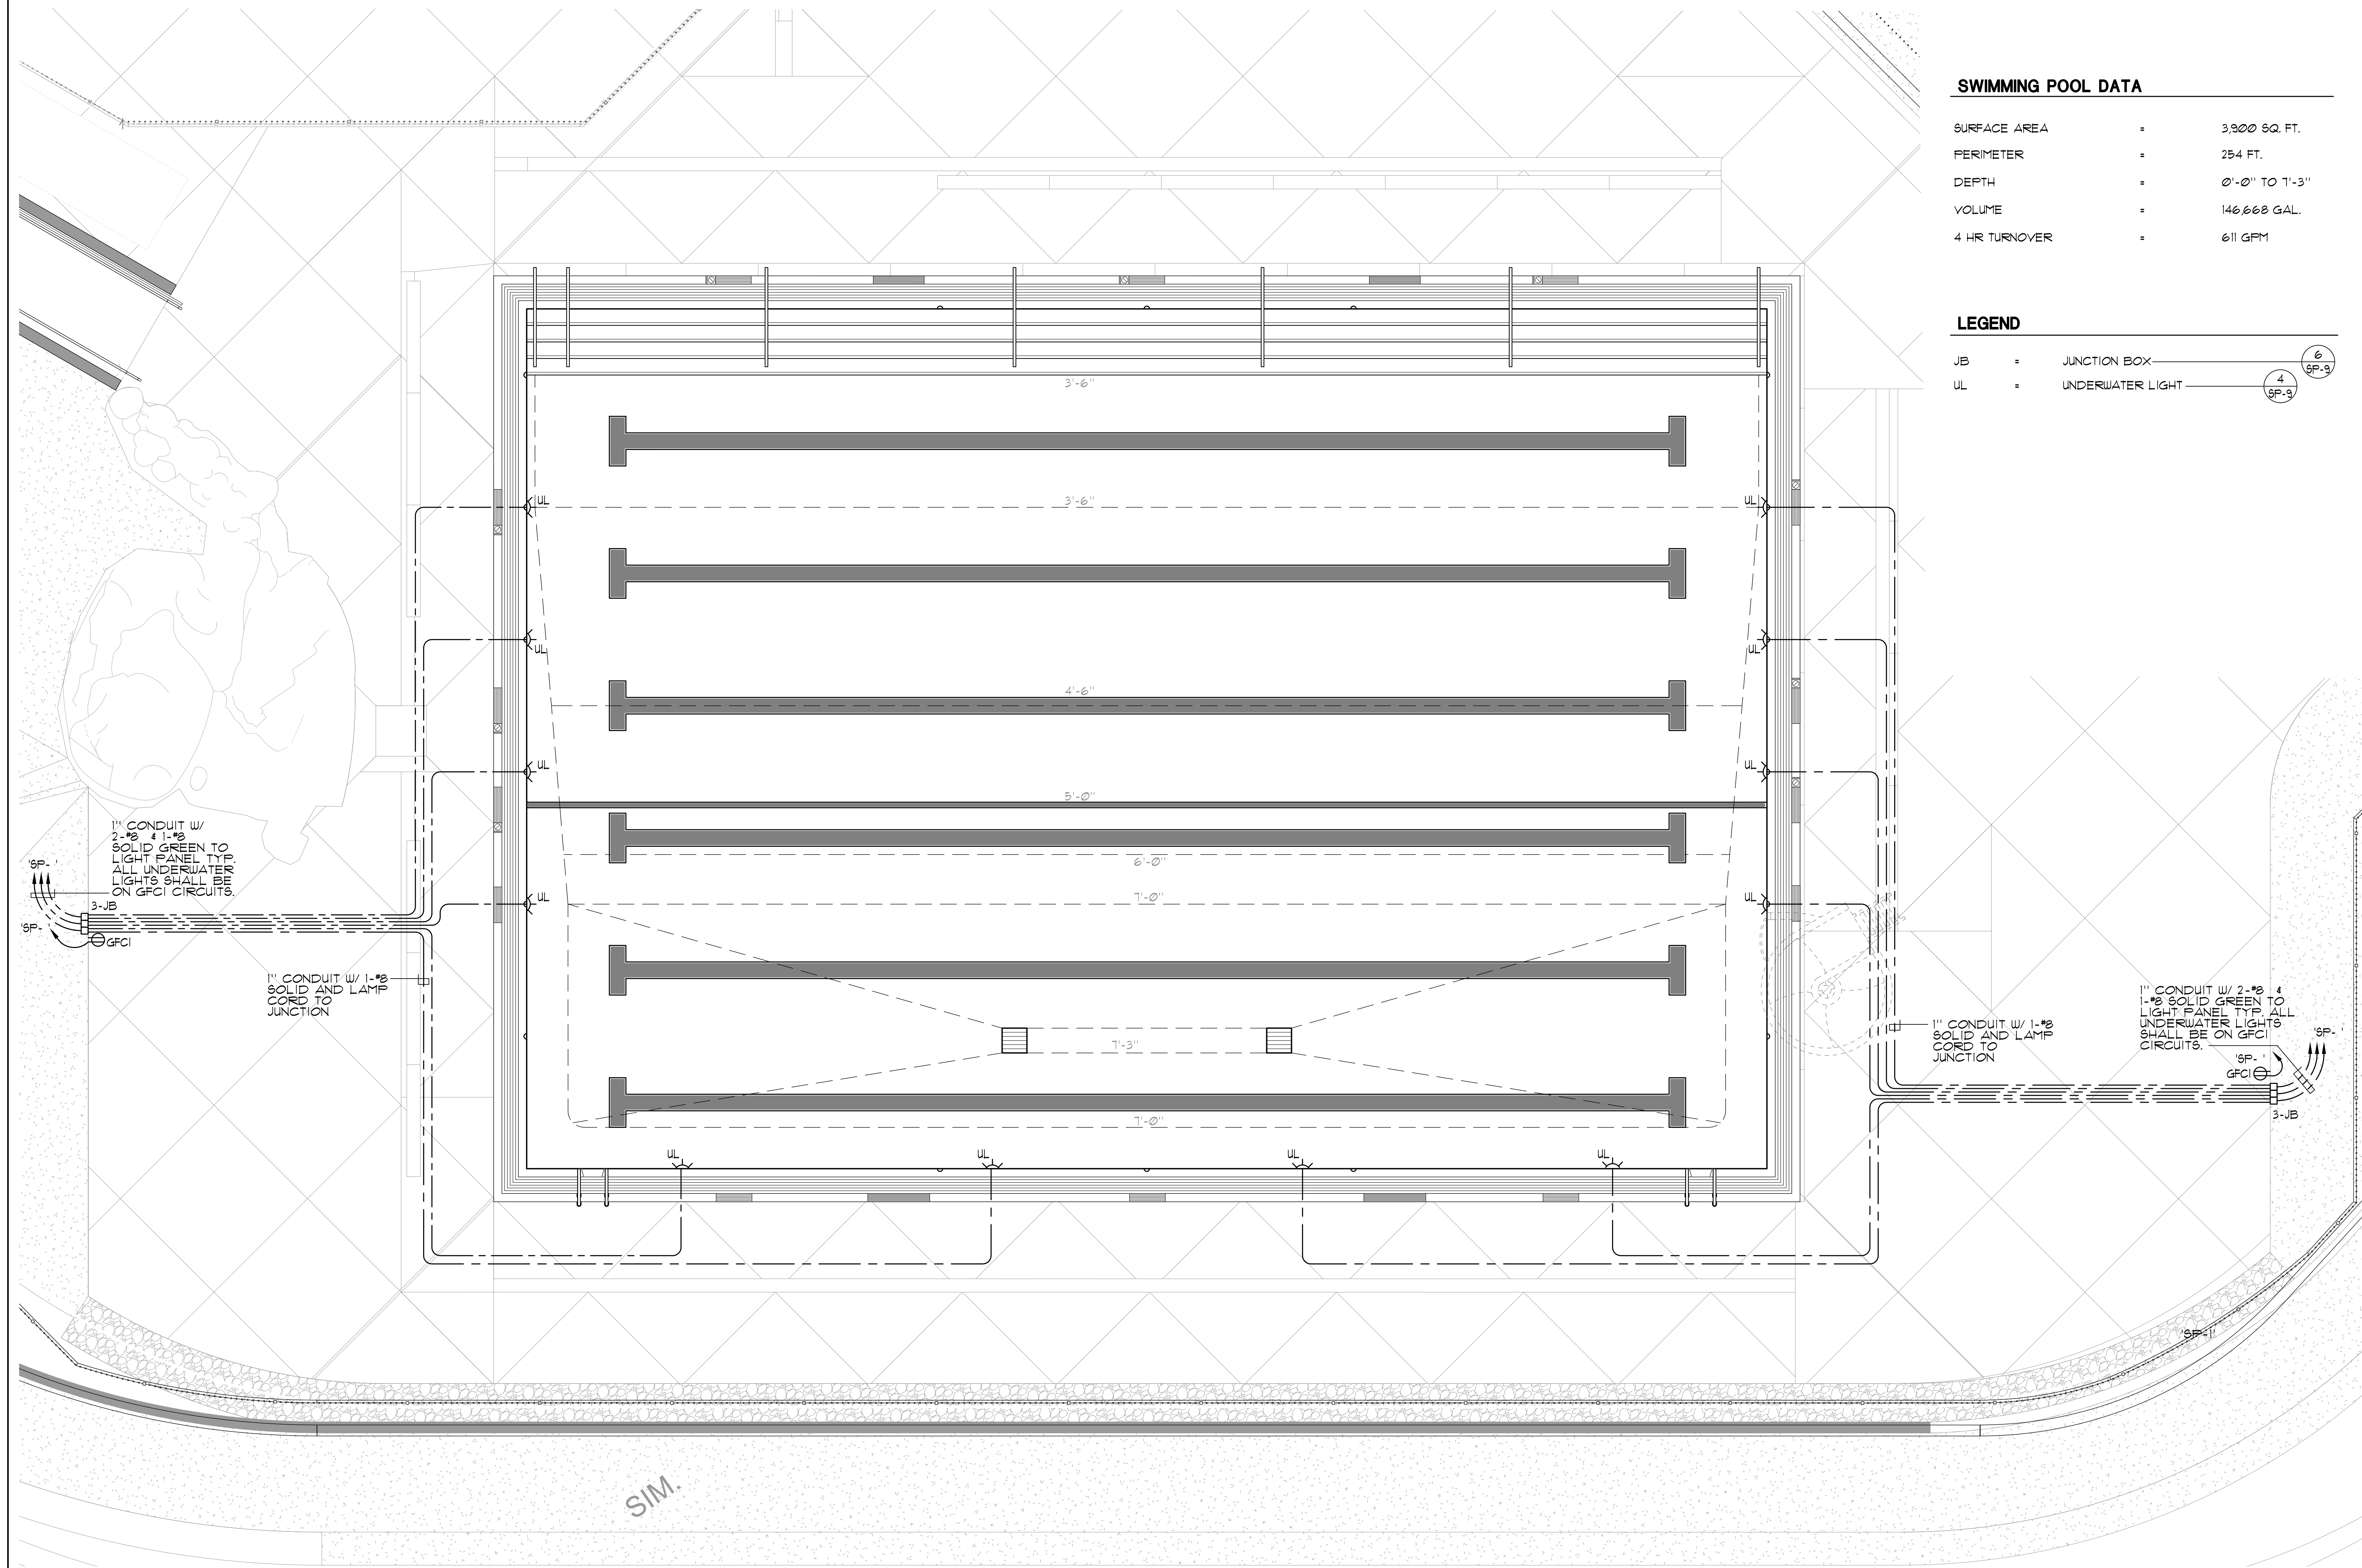 SWIMMING POOL DATA
SURFACE AREA = 3,900 SQ. FT.
PERIMETER = 254 FT.
DEPTH = 0'-0" TO 7'-3"
VOLUME = 146,668 GAL.
4 HR TURNOVER = 611 GPM
LEGEND
JB = JUNCTION BOX 6
SP-9
UL = UNDERWATER LIGHT 4
SP-9
3'-6"
UL
3'-6"
UL
UL
UL
4'-6"
UL
UL
5'-0"
6'-0"
UL
7'-0"
UL
7'-3"
7'-0"
UL
UL
UL
UL
1" CONDUIT W/
2-#8 & 1-#8
SOLID GREEN TO
LIGHT PANEL TYP.
ALL UNDERWATER
LIGHTS SHALL BE
ON GFCI CIRCUITS.
'SP- '
3-JB
'SP- '
GFCI
1" CONDUIT W/ 1-#8
SOLID AND LAMP
CORD TO
JUNCTION
1" CONDUIT W/ 1-#8
SOLID AND LAMP
CORD TO
JUNCTION
1" CONDUIT W/ 2-#8 &
1-#8 SOLID GREEN TO
LIGHT PANEL TYP. ALL
UNDERWATER LIGHTS
SHALL BE ON GFCI
CIRCUITS.
'SP- '
'SP- '
GFCI
3-JB
'SP-1'
SIM.